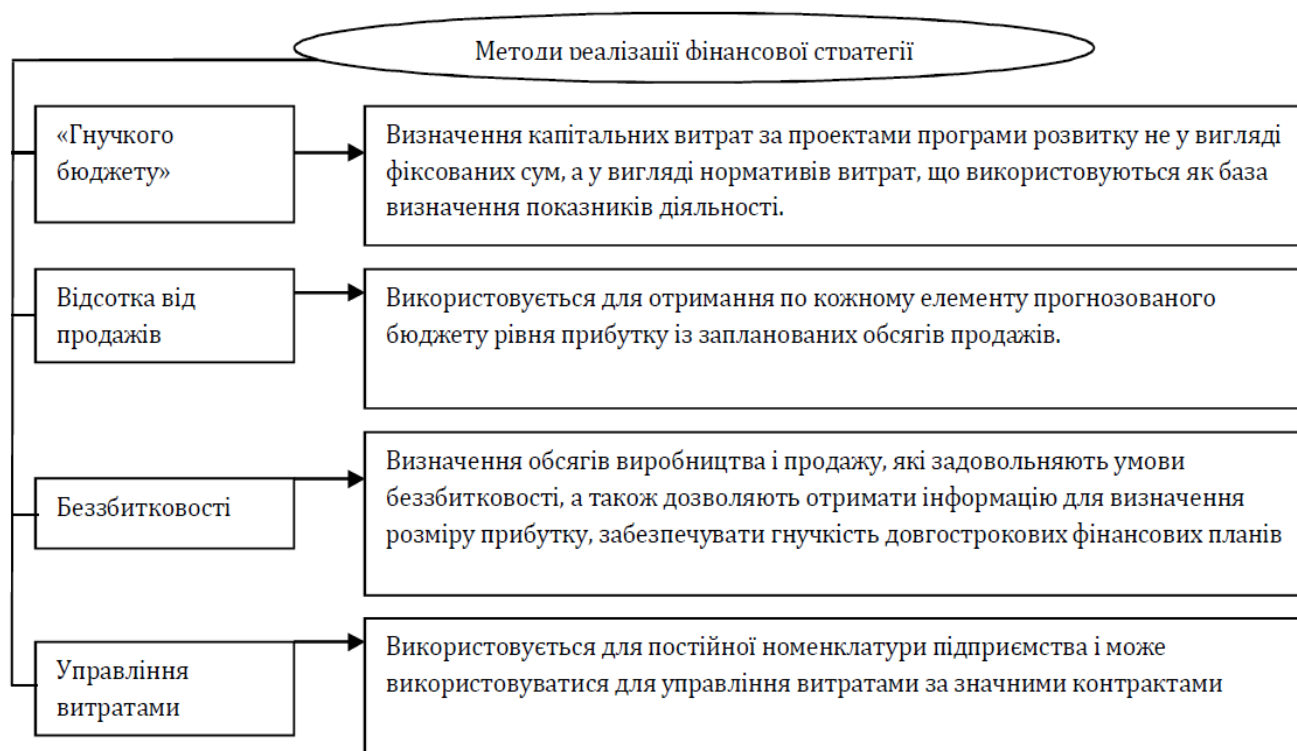 Методи реалізації фінансової стратегії
«Гнучкого
бюджету»
Визначення капітальних витрат за проектами програми розвитку не у вигляді
фіксованих сум, а у вигляді нормативів витрат, що використовуються як база
визначення показників діяльності.
Відсотка від
продажів
Використовується для отримання по кожному елементу прогнозованого
бюджету рівня прибутку із запланованих обсягів продажів.
Беззбитковості
Визначення обсягів виробництва і продажу, які задовольняють умови
беззбитковості, а також дозволяють отримати інформацію для визначення
розміру прибутку, забезпечувати гнучкість довгострокових фінансових планів
Управління
витратами
Використовується для постійної номенклатури підприємства і може
використовуватися для управління витратами за значними контрактами